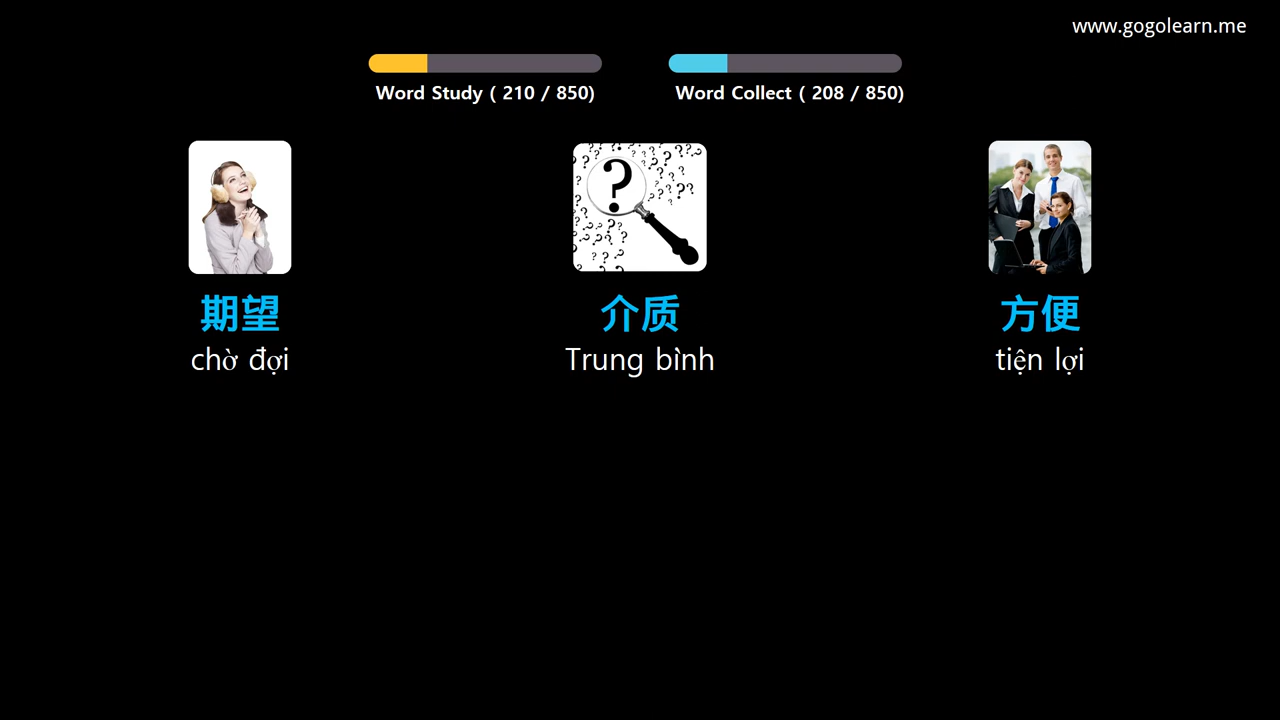 www.gogolearn.me
Word Study ( 210 / 850)
Word Collect ( 208 / 850)
期望
介质
方便
chờ đợi
Trung bình
tiện lợi